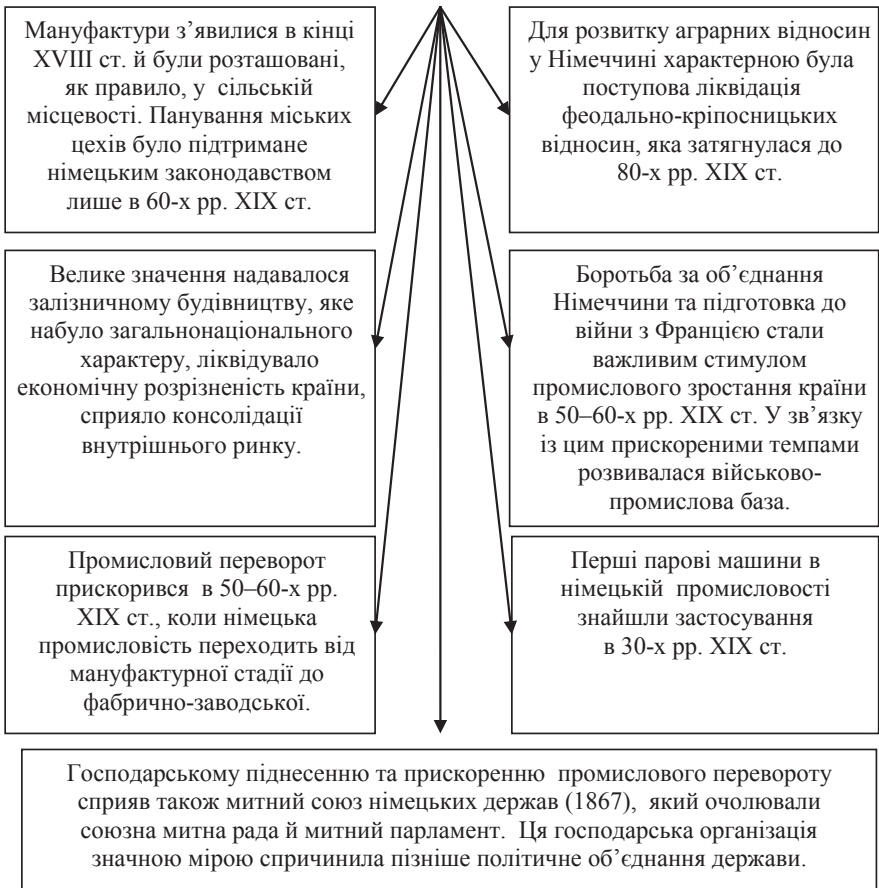 Мануфактури з’явилися в кінці
XVIII ст. й були розташовані,
як правило, у сільській
місцевості. Панування міських
цехів було підтримане
німецьким законодавством
лише в 60-х рр. XIX ст.
Для розвитку аграрних відносин
у Німеччині характерною була
поступова ліквідація
феодально-кріпосницьких
відносин, яка затягнулася до
80-х рр. XIX ст.
Велике значення надавалося
залізничному будівництву, яке
набуло загальнонаціонального
характеру, ліквідувало
економічну розрізненість країни,
сприяло консолідації
внутрішнього ринку.
Боротьба за об’єднання
Німеччини та підготовка до
війни з Францією стали
важливим стимулом
промислового зростання країни
в 50–60-х рр. XIX ст. У зв’язку
із цим прискореними темпами
розвивалася військово-
промислова база.
Промисловий переворот
прискорився в 50–60-х рр.
XIX ст., коли німецька
промисловість переходить від
мануфактурної стадії до
фабрично-заводської.
Перші парові машини в
німецькій промисловості
знайшли застосування
в 30-х рр. XIX ст.
Господарському піднесенню та прискоренню промислового перевороту
сприяв також митний союз німецьких держав (1867), який очолювали
союзна митна рада й митний парламент. Ця господарська організація
значною мірою спричинила пізніше політичне об’єднання держави.